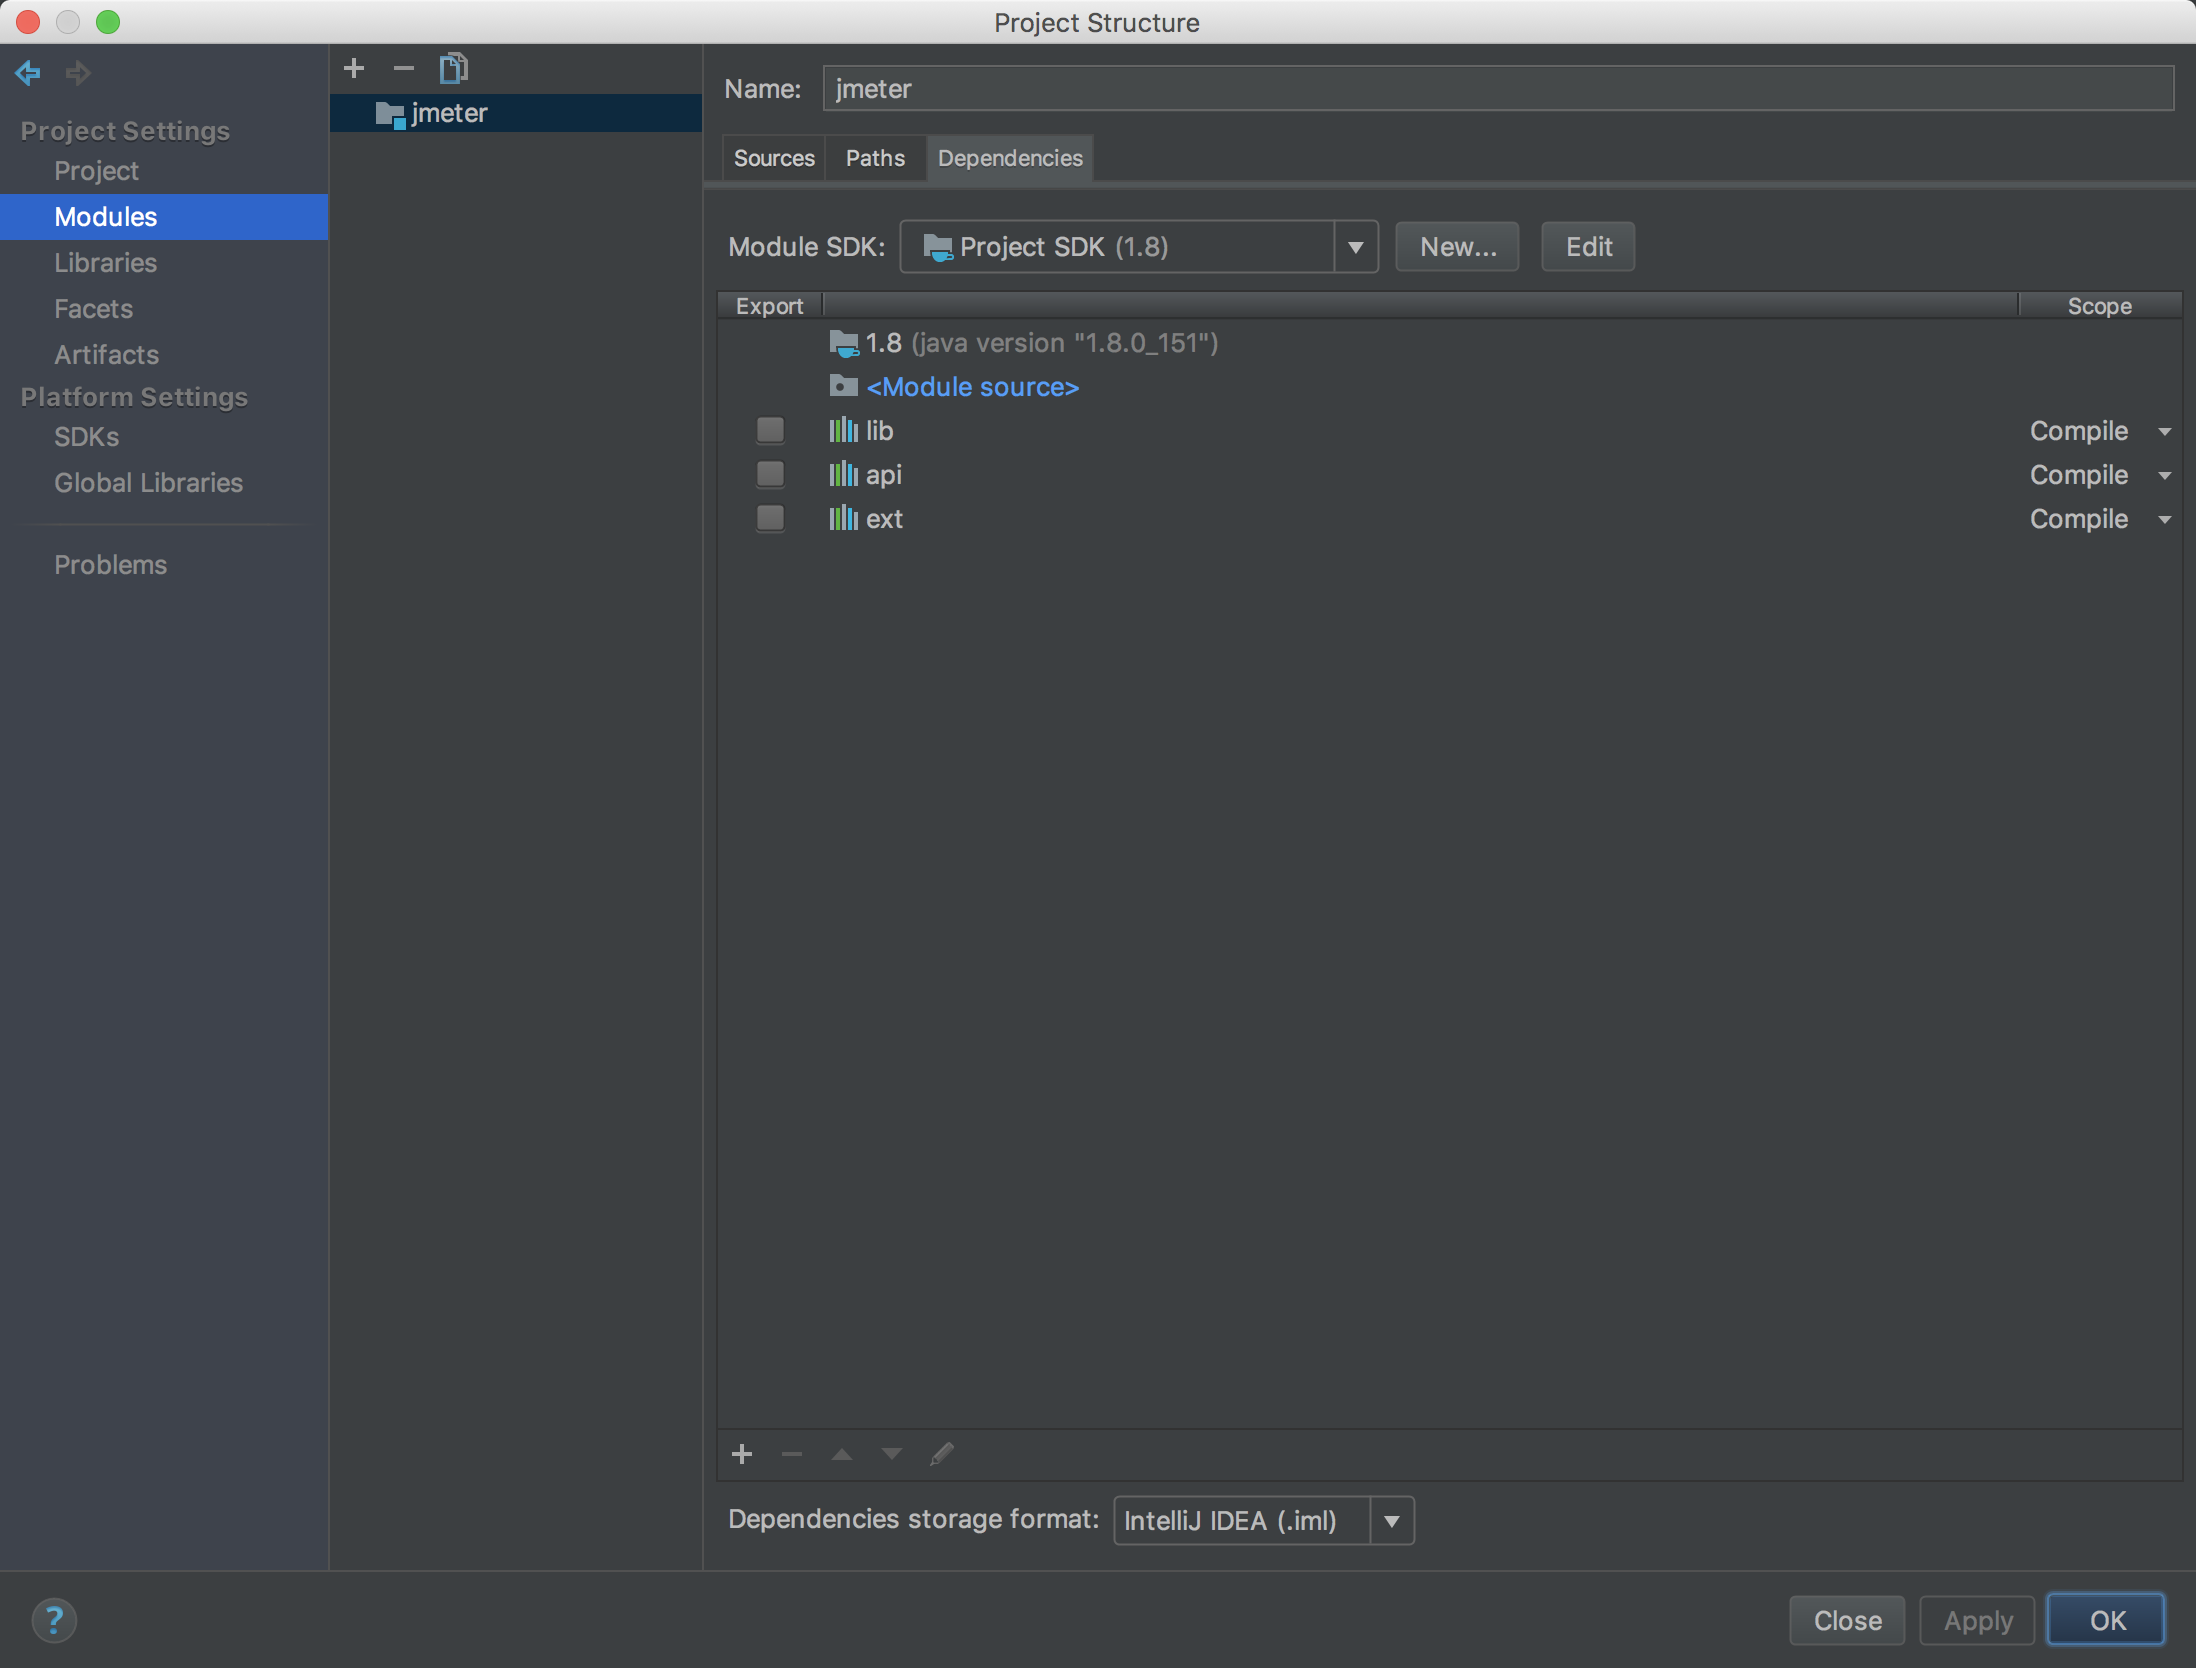 Project Structure
Project Settings
Project
Modules
Libraries
Facets
Artifacts
Platform Settings
SDKs
Global Libraries
Problems
jmeter
Name: jmeter
Sources Paths Dependencies
Module SDK: Project SDK (1.8) New... Edit
Export Scope
1.8 (java version "1.8.0_151")
<Module source>
lib Compile
api Compile
ext Compile
Dependencies storage format: IntelliJ IDEA (.iml)
? Close Apply OK